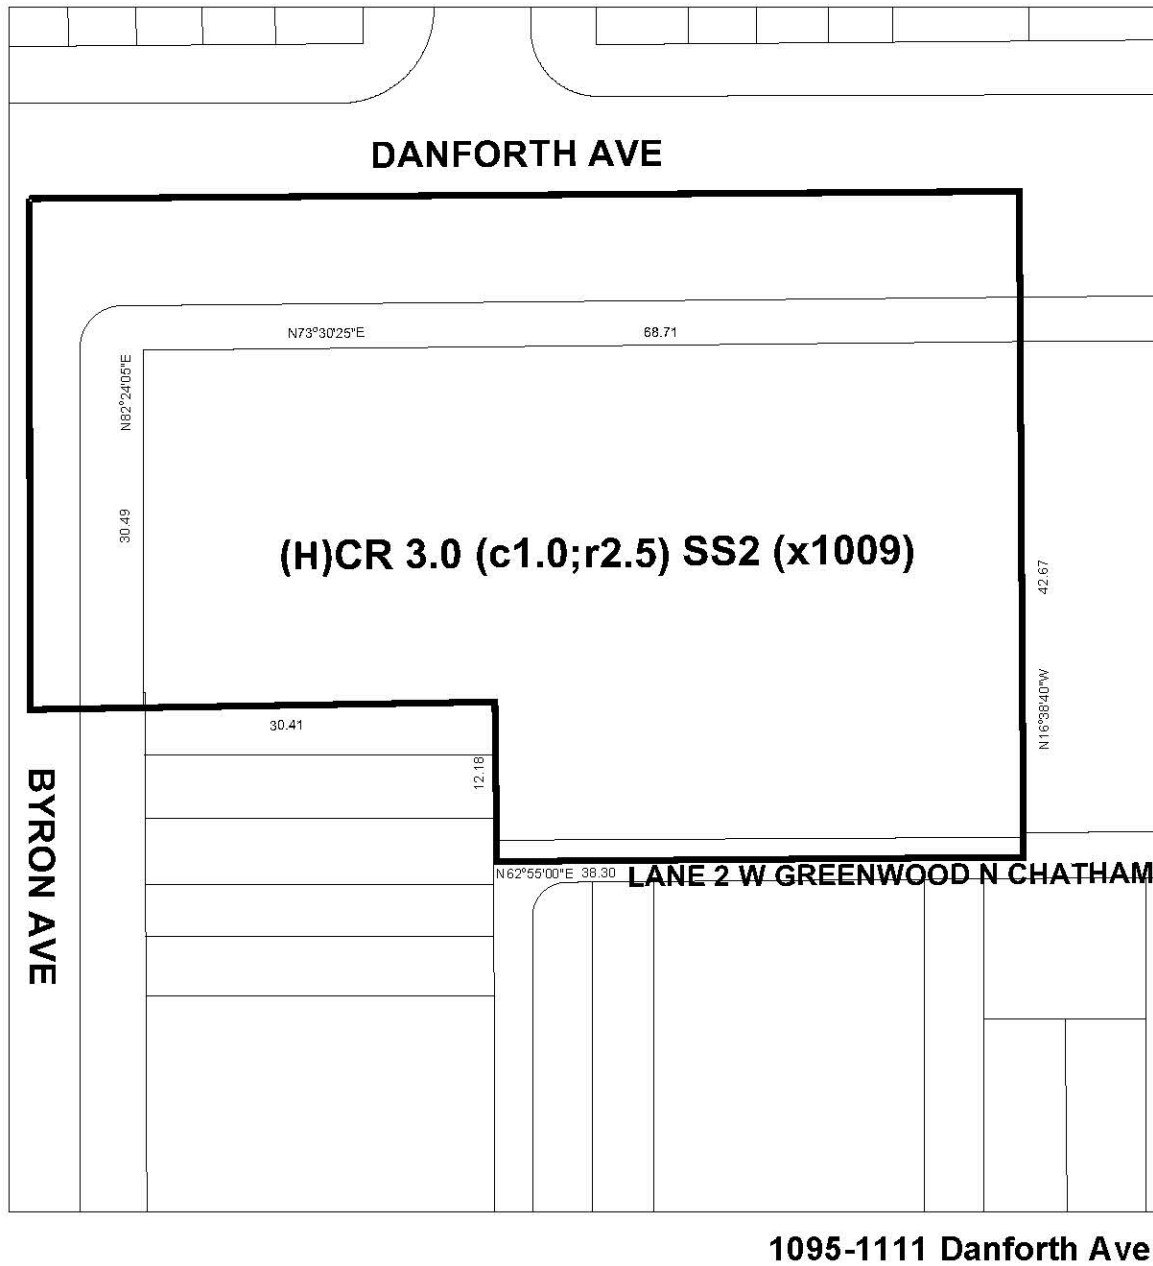 DANFORTH AVE
N73°30'25"E
68.71
N82°24'05"E
30.49
(H)CR 3.0 (c1.0;r2.5) SS2 (x1009)
42.67
N16°38'40"W
30.41
12.18
BYRON AVE
N62°55'00"E 38.30
LANE 2 W GREENWOOD N CHATHAM
1095-1111 Danforth Ave